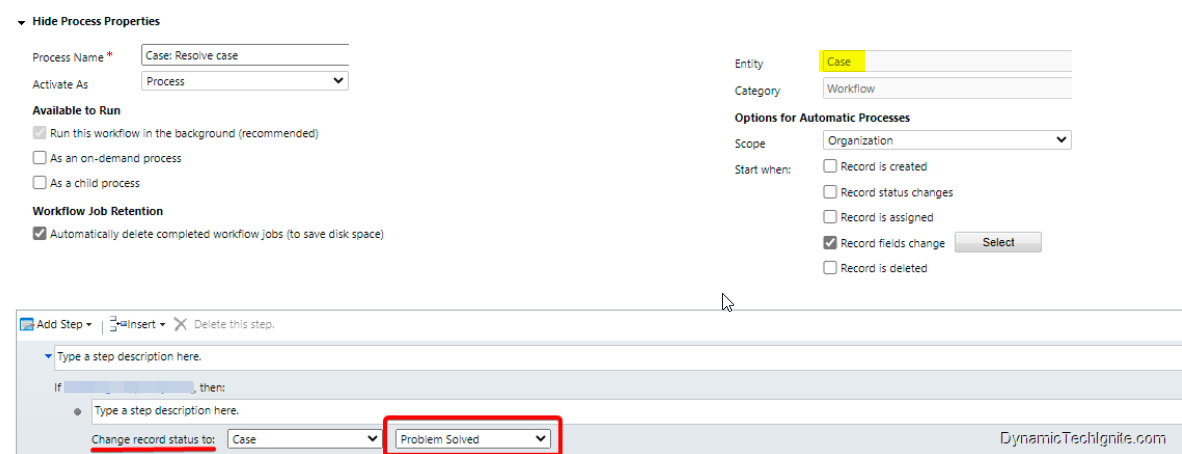 Hide Process Properties
Process Name *
Case: Resolve case
Activate As
Process
Available to Run
Run this workflow in the background (recommended)
As an on-demand process
As a child process
Workflow Job Retention
Automatically delete completed workflow jobs (to save disk space)
Entity
Case
Category
Workflow
Options for Automatic Processes
Scope
Organization
Start when:
Record is created
Record status changes
Record is assigned
Record fields change
Select
Record is deleted
Add Step
Insert
Delete this step.
Type a step description here.
If , then:
Type a step description here.
Change record status to:
Case
Problem Solved
DynamicTechIgnite.com